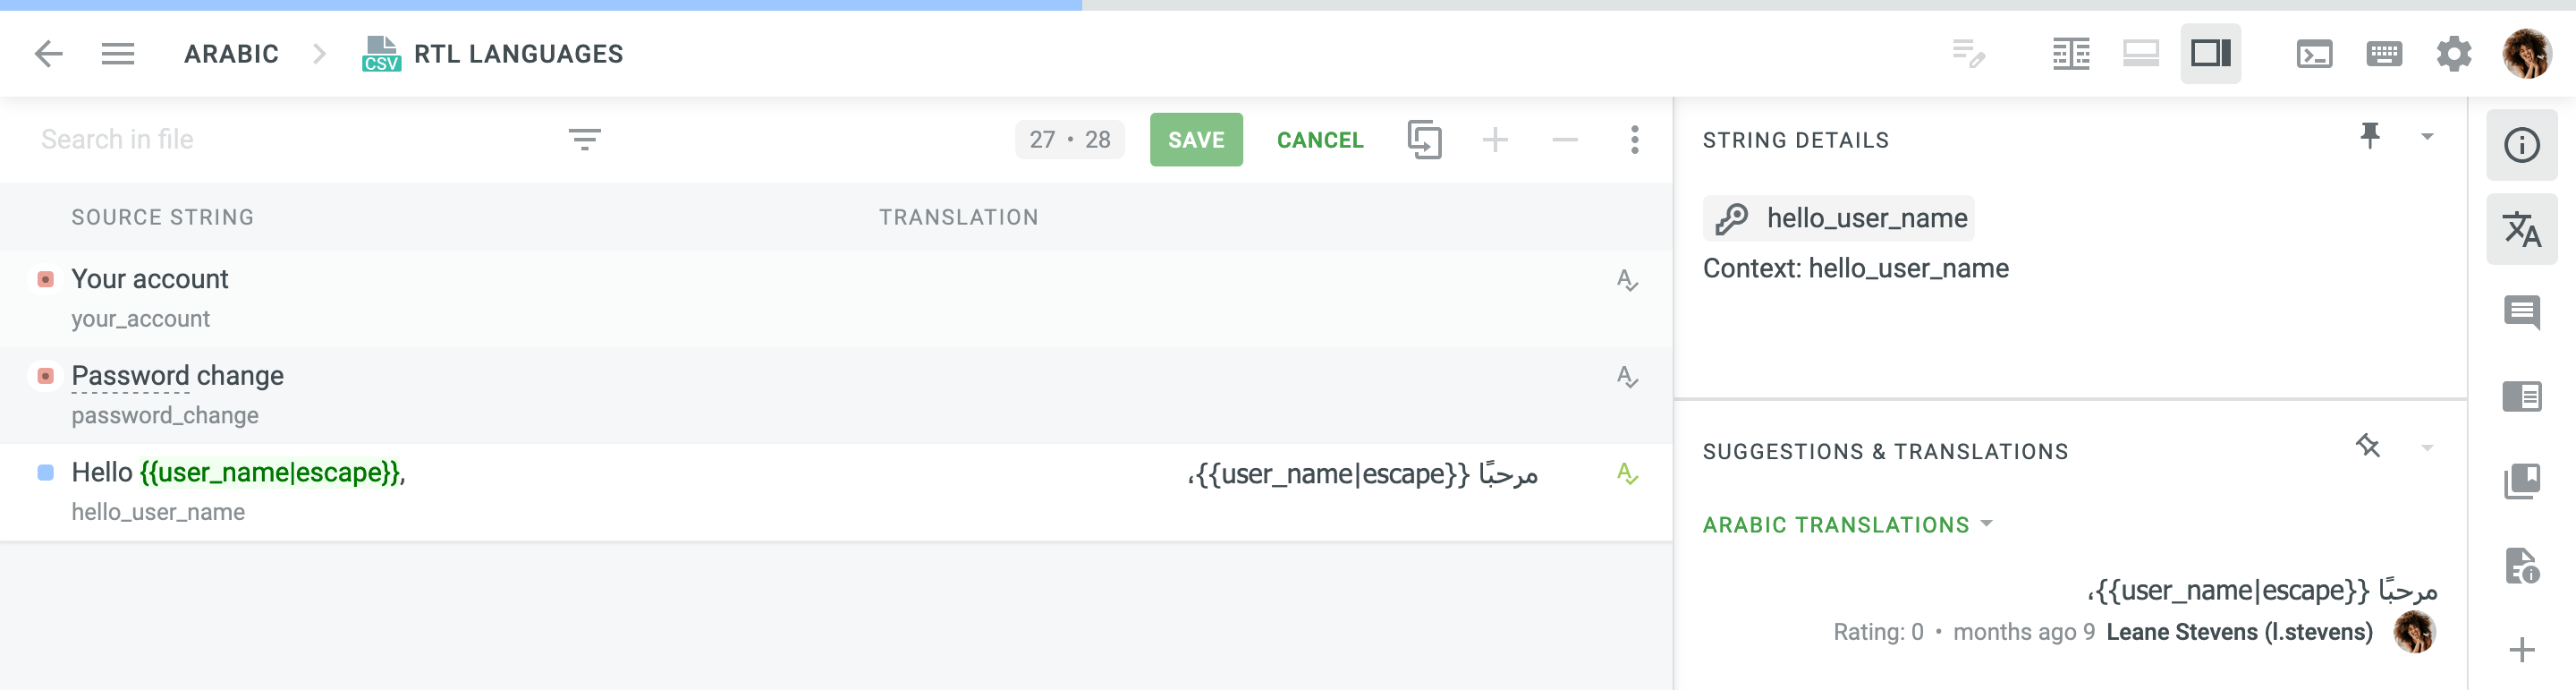 ARABIC
CSV
RTL LANGUAGES
Search in file
27 • 28
SAVE
CANCEL
SOURCE STRING
TRANSLATION
Your account
your_account
Password change
password_change
Hello {{user_name|escape}},
مرحبًا {{user_name|escape}}،
hello_user_name
STRING DETAILS
hello_user_name
Context: hello_user_name
SUGGESTIONS & TRANSLATIONS
ARABIC TRANSLATIONS
مرحبًا {{user_name|escape}}،
Rating: 0 • months ago 9 Leane Stevens (l.stevens)